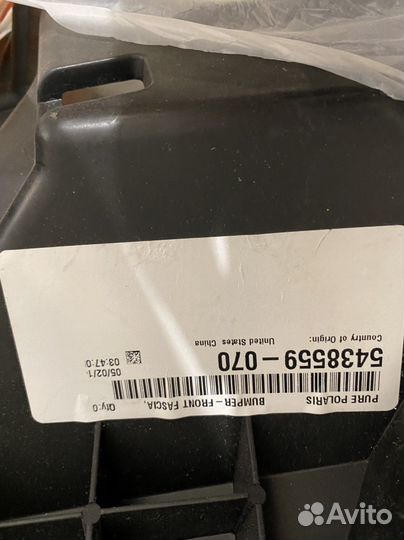 PURE POLARIS
BUMPER-FRONT FASCIA,
Qty:0
5438559-070
05/02/1
03:47:0
Country of Origin:
United States China
Avito